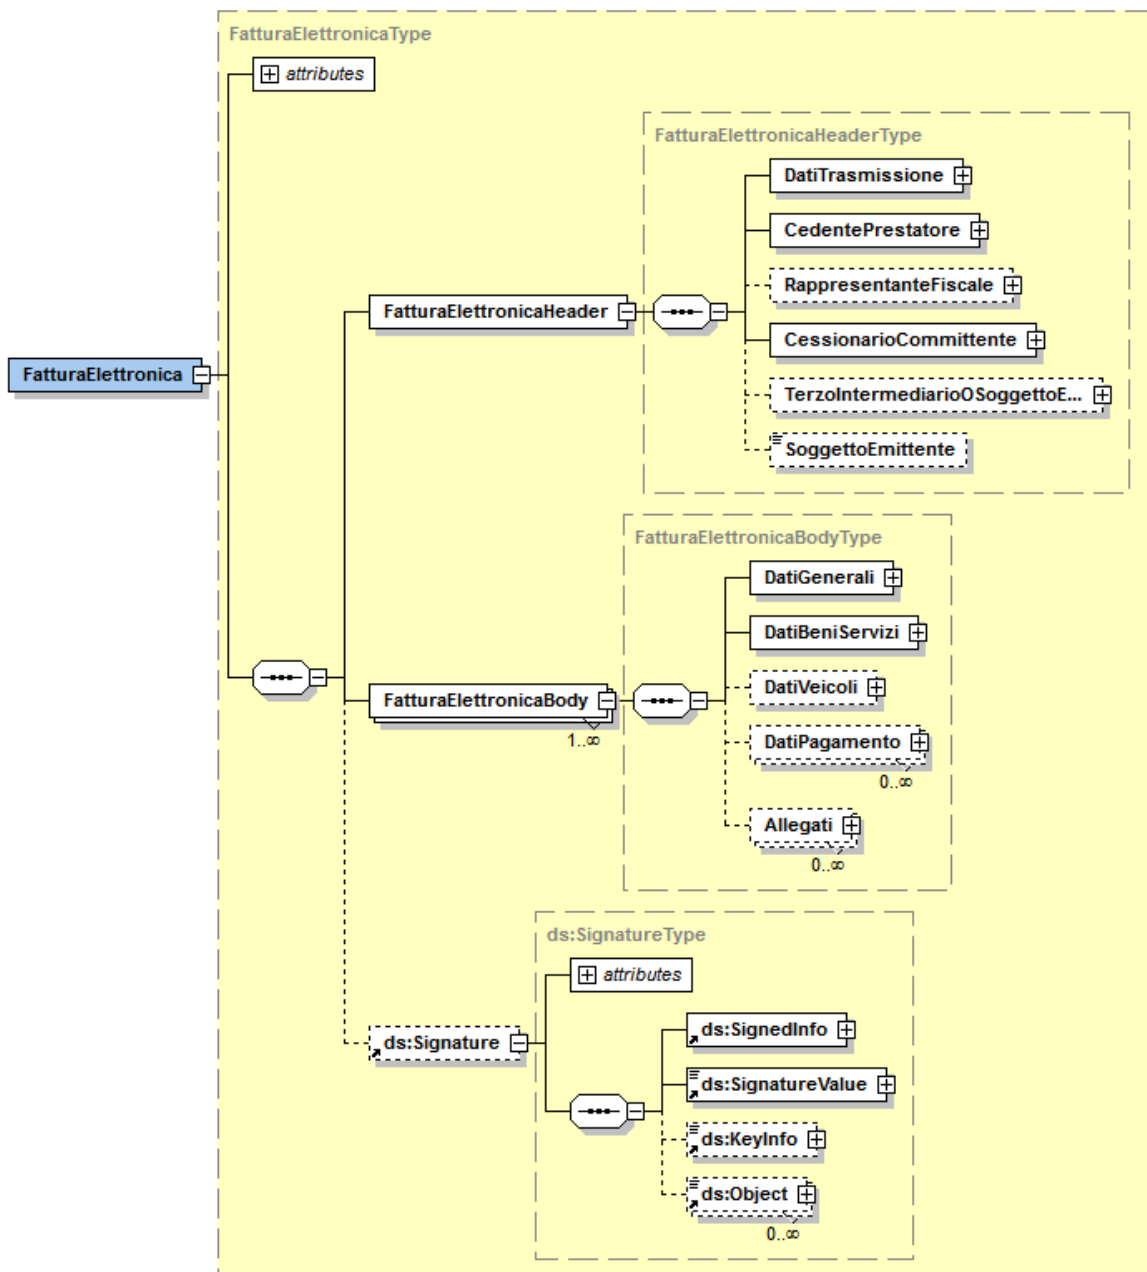 FatturaElettronicaType
attributes
FatturaElettronicaHeaderType
DatiTrasmissione
CedentePrestatore
RappresentanteFiscale
FatturaElettronicaHeader
CessionarioCommittente
FatturaElettronica
TerzoIntermediarioOSoggettoE...
SoggettoEmittente
FatturaElettronicaBodyType
DatiGenerali
DatiBeniServizi
DatiVeicoli
FatturaElettronicaBody
1..∞
DatiPagamento
0..∞
Allegati
0..∞
ds:SignatureType
attributes
ds:SignedInfo
ds:Signature
ds:SignatureValue
ds:KeyInfo
ds:Object
0..∞